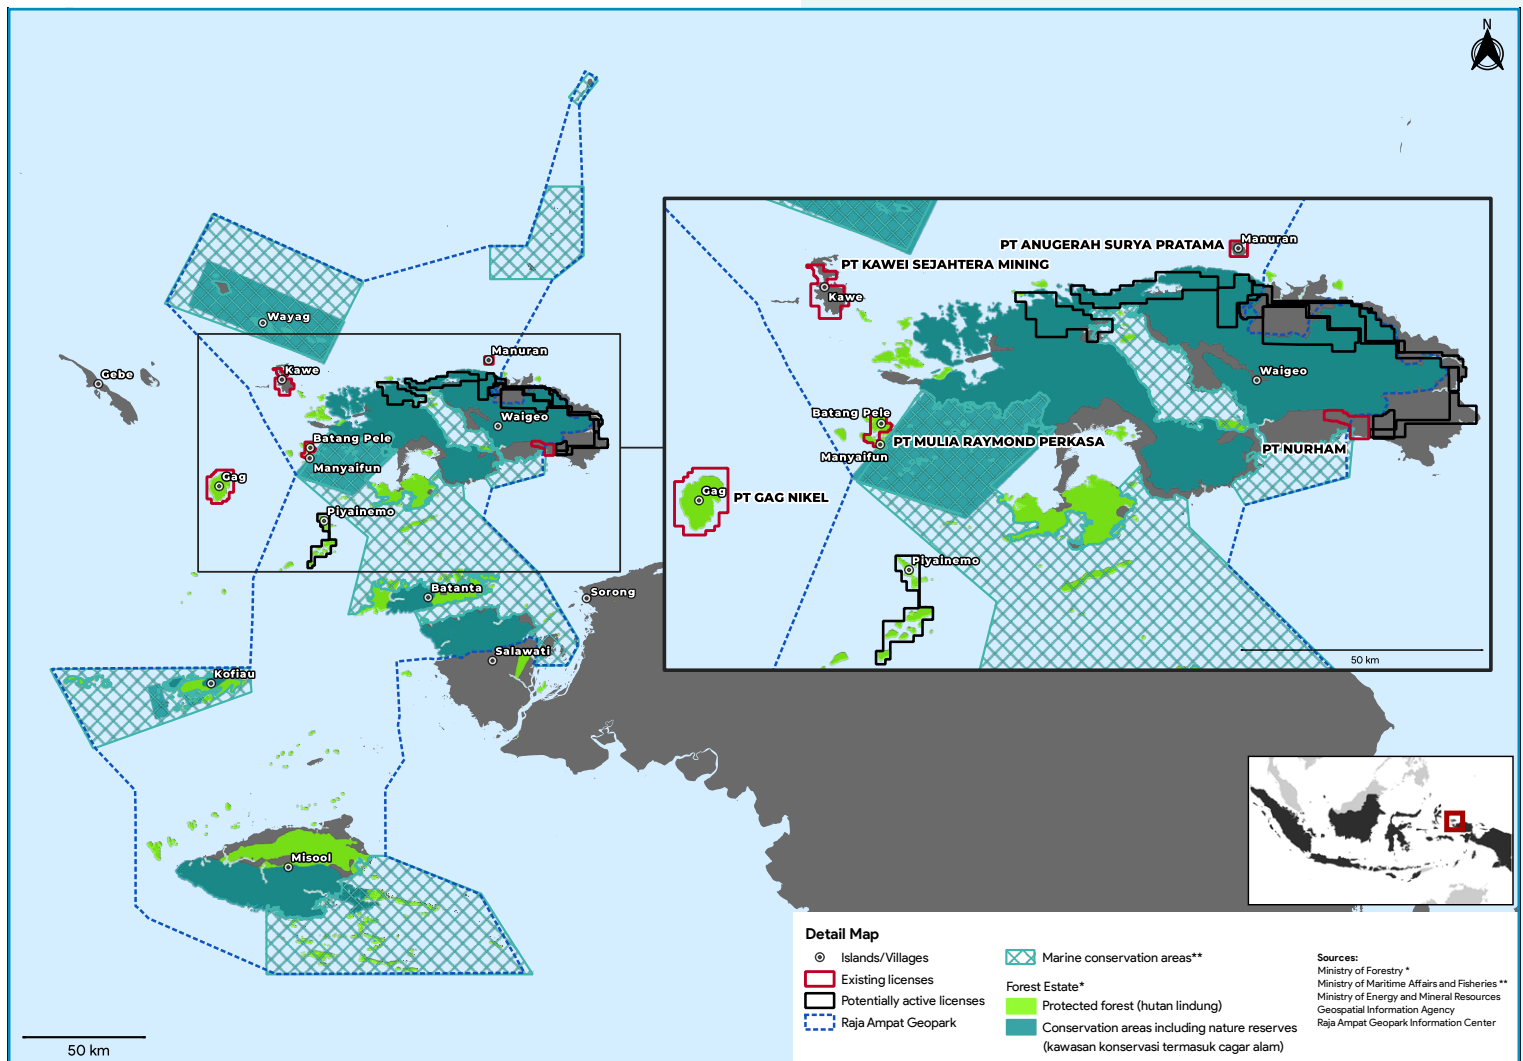 N
Wayag
Gebe
Kawe
Manuran
Waigeo
Batang Pele
Manyaifun
Gag
Piyainemo
Batanta
Sorong
Salawati
Kofiau
Misool
50 km
PT ANUGERAH SURYA PRATAMA
Manuran
PT KAWEI SEJAHTERA MINING
Kawe
Waigeo
Batang Pele
PT MULIA RAYMOND PERKASA
Manyaifun
PT NURHAM
Gag
PT GAG NIKEL
Piyainemo
50 km
Detail Map
Islands/Villages
Existing licenses
Potentially active licenses
Raja Ampat Geopark
Marine conservation areas**
Forest Estate*
Protected forest (hutan lindung)
Conservation areas including nature reserves
(kawasan konservasi termasuk cagar alam)
Sources:
Ministry of Forestry *
Ministry of Maritime Affairs and Fisheries **
Ministry of Energy and Mineral Resources
Geospatial Information Agency
Raja Ampat Geopark Information Center